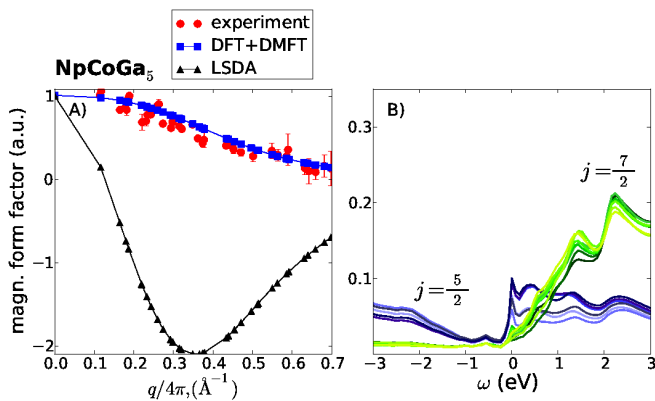 experiment
DFT+DMFT
LSDA
NpCoGa5
magn. form factor (a.u.)
1
0
−1
−2
A)
0.0 0.1 0.2 0.3 0.4 0.5 0.6 0.7
q/4π,(Å⁻¹)
B)
0.3
0.2
0.1
j=5/2
j=7/2
−3 −2 −1 0 1 2 3
ω (eV)